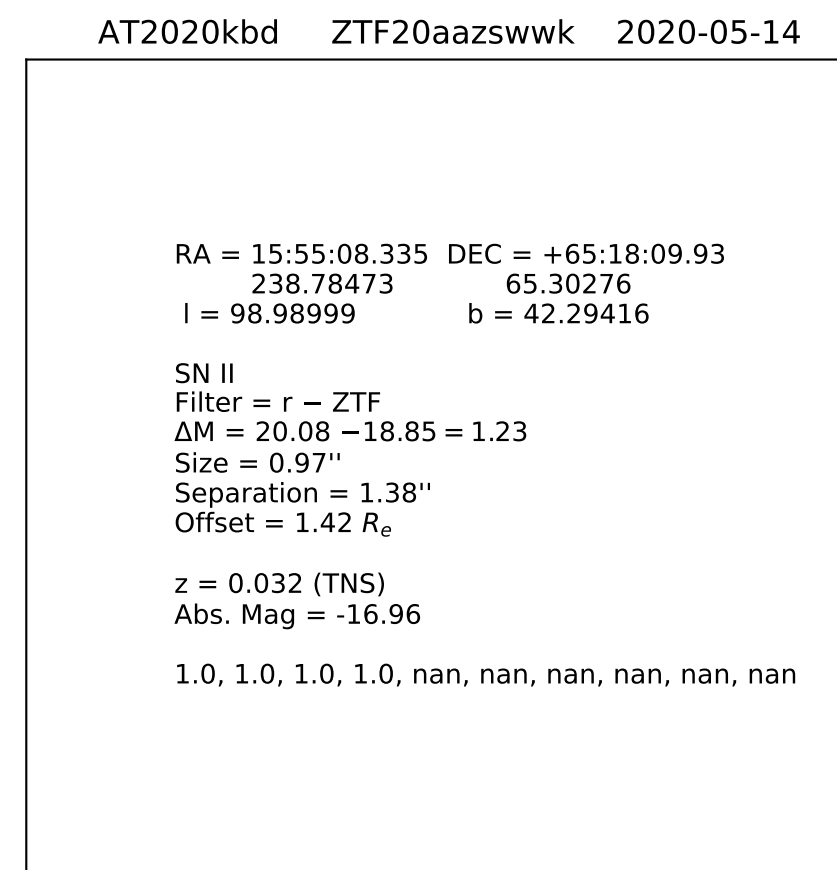 AT2020kbd ZTF20aazswwk 2020-05-14
RA = 15:55:08.335 DEC = +65:18:09.93
238.78473 65.30276
l = 98.98999 b = 42.29416
SN II
Filter = r − ZTF
ΔM = 20.08 −18.85 = 1.23
Size = 0.97''
Separation = 1.38''
Offset = 1.42 Re
z = 0.032 (TNS)
Abs. Mag = -16.96
1.0, 1.0, 1.0, 1.0, nan, nan, nan, nan, nan, nan